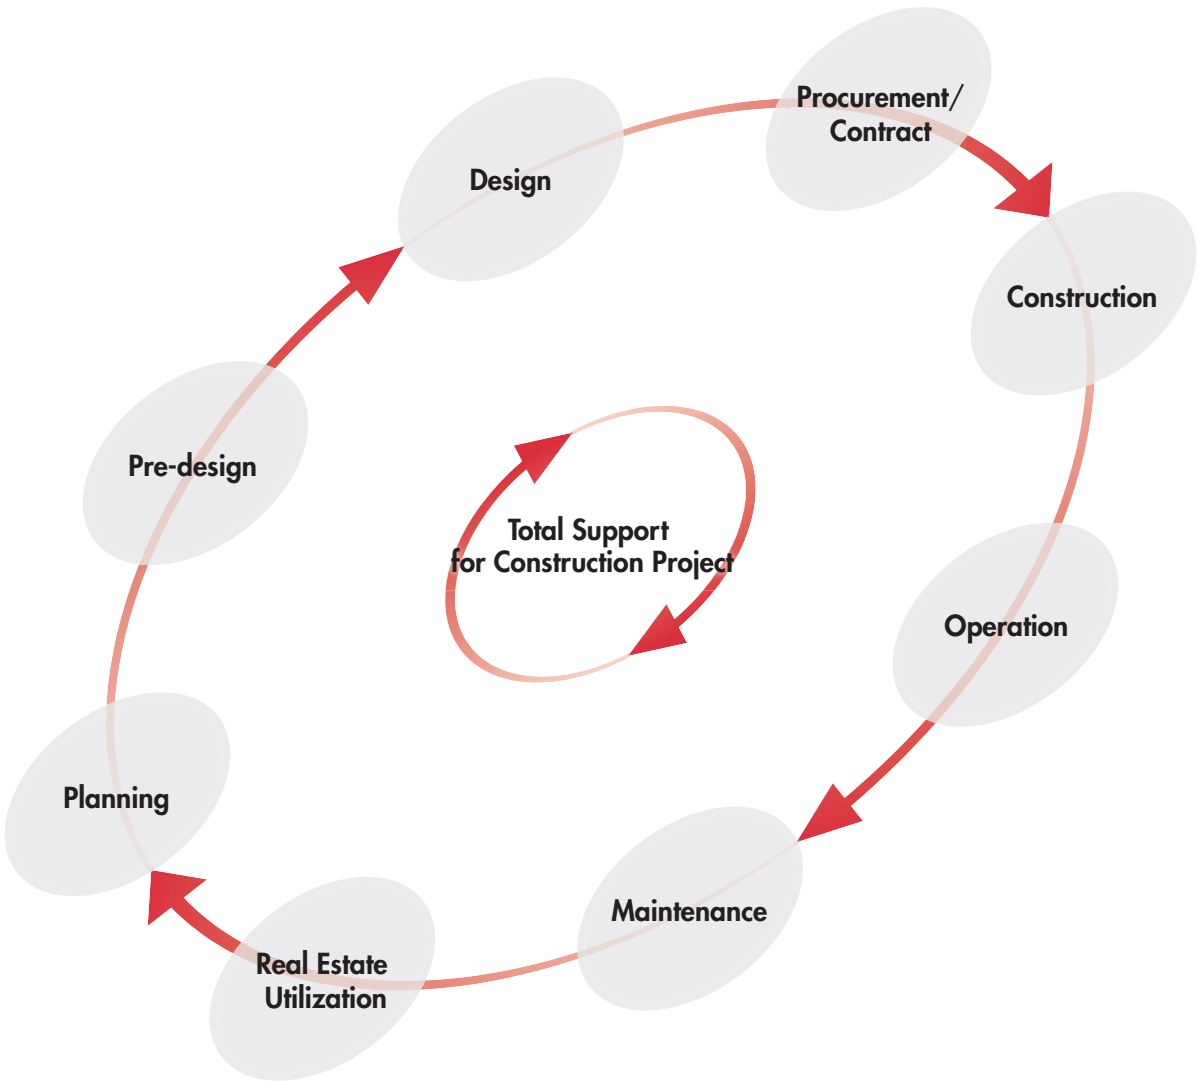 Procurement/
Contract
Design
Construction
Pre-design
Total Support
for Construction Project
Operation
Planning
Maintenance
Real Estate
Utilization